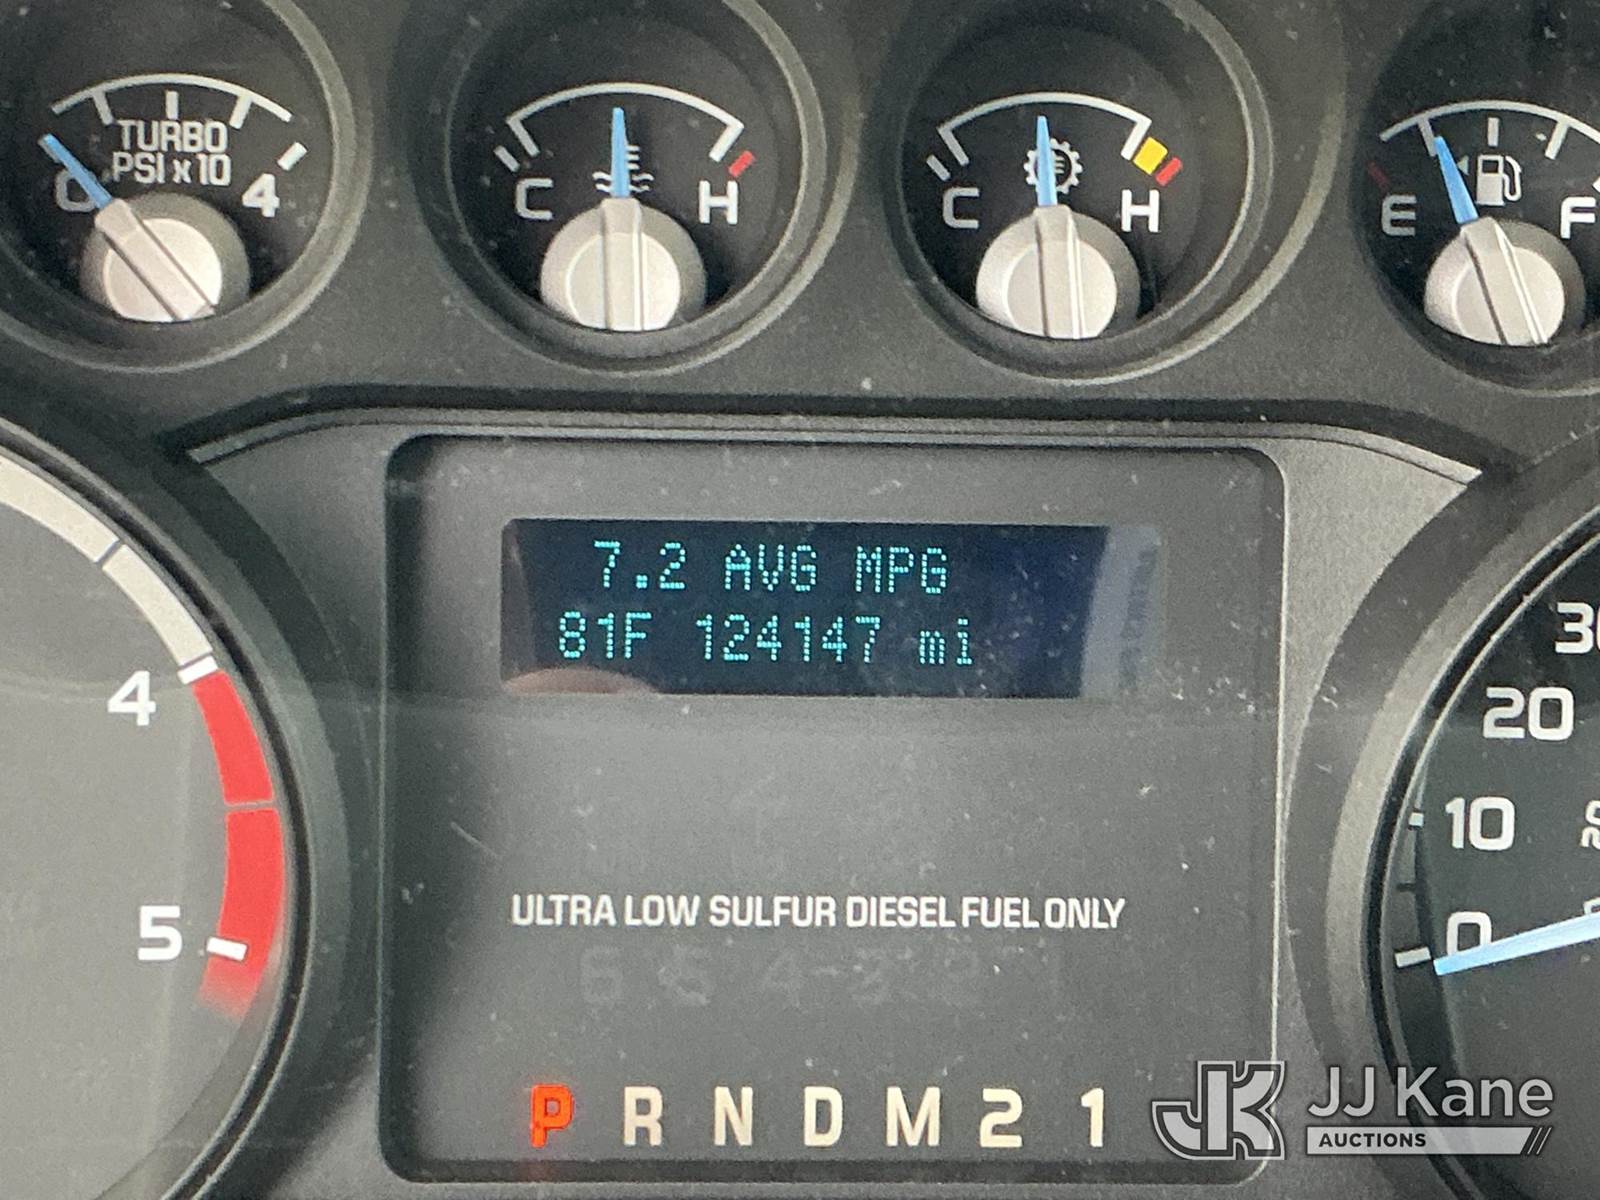 TURBO
PSI x 10
0 4
C H
C H
E F
7.2 AVG MPG
81F 124147 mi
4
5
30
20
10
0
ULTRA LOW SULFUR DIESEL FUEL ONLY
P R N D M 2 1
JJ Kane
AUCTIONS